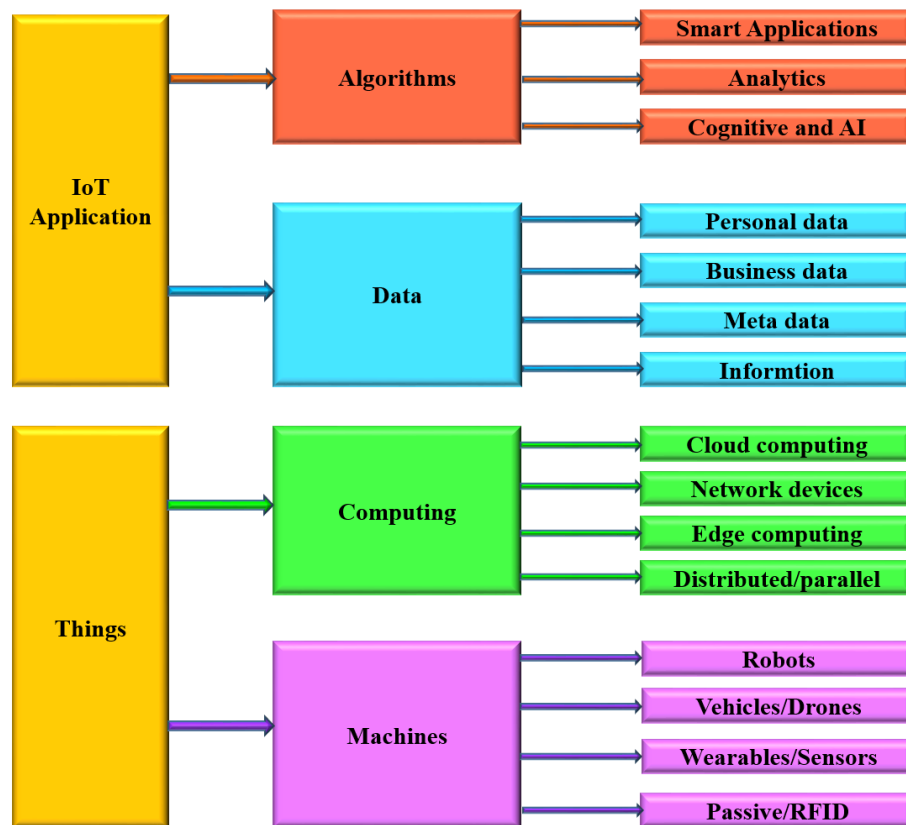 IoT
Application
Algorithms
Smart Applications
Analytics
Cognitive and AI
Data
Personal data
Business data
Meta data
Informtion
Things
Computing
Cloud computing
Network devices
Edge computing
Distributed/parallel
Machines
Robots
Vehicles/Drones
Wearables/Sensors
Passive/RFID